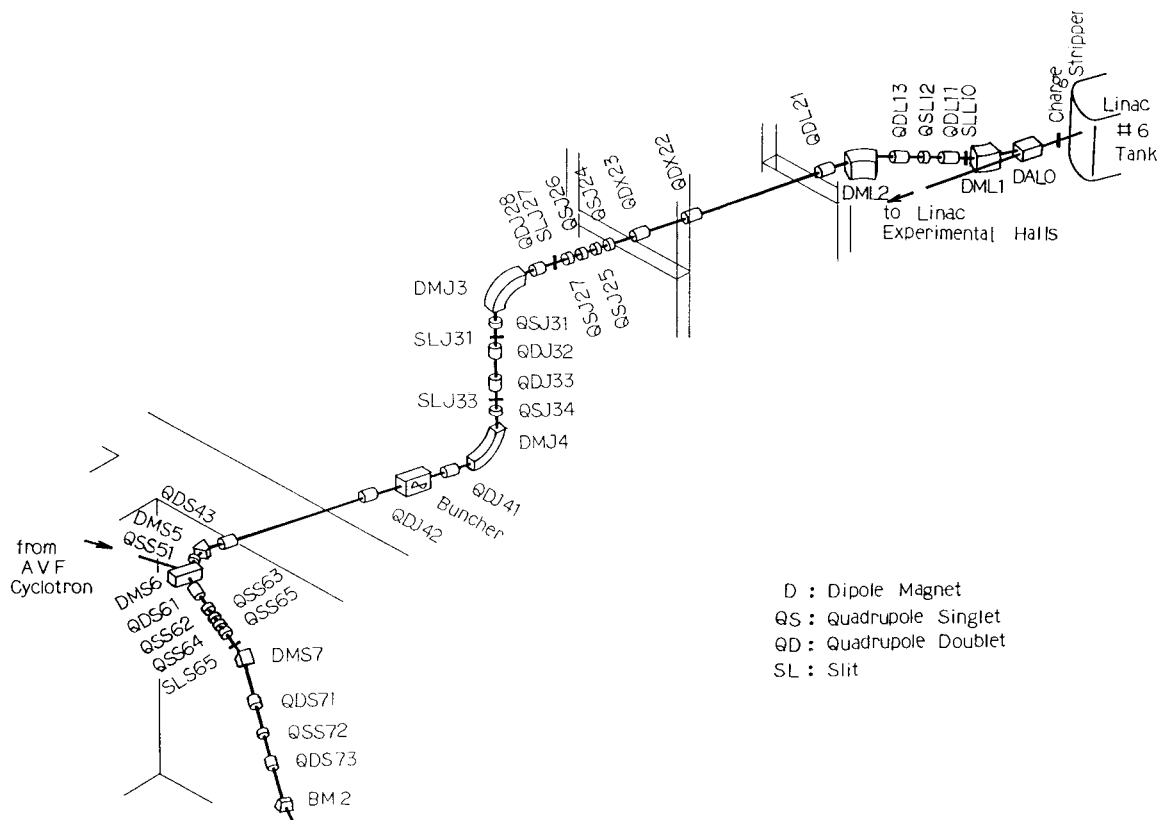 Change
Stripper
Linac
#6
Tank
QDL21
QDL13
QSL12
QDL11
SLL10
DML2
DML1
DALO
to Linac
Experimental Halls
QDX22
QDX23
QSJ24
QSJ26
SLJ27
QDJ28
QSJ25
QSJ27
DMJ3
QSJ31
SLJ31
QDJ32
QDJ33
SLJ33
QSJ34
DMJ4
QDJ41
Buncher
QDJ42
QDS43
DMS5
QSS51
from
AVF
Cyclotron
DMS6
QDS61
QSS62
QSS64
SLS65
QSS63
QSS65
DMS7
QDS71
QSS72
QDS73
BM2
D : Dipole Magnet
QS : Quadrupole Singlet
QD : Quadrupole Doublet
SL : Slit